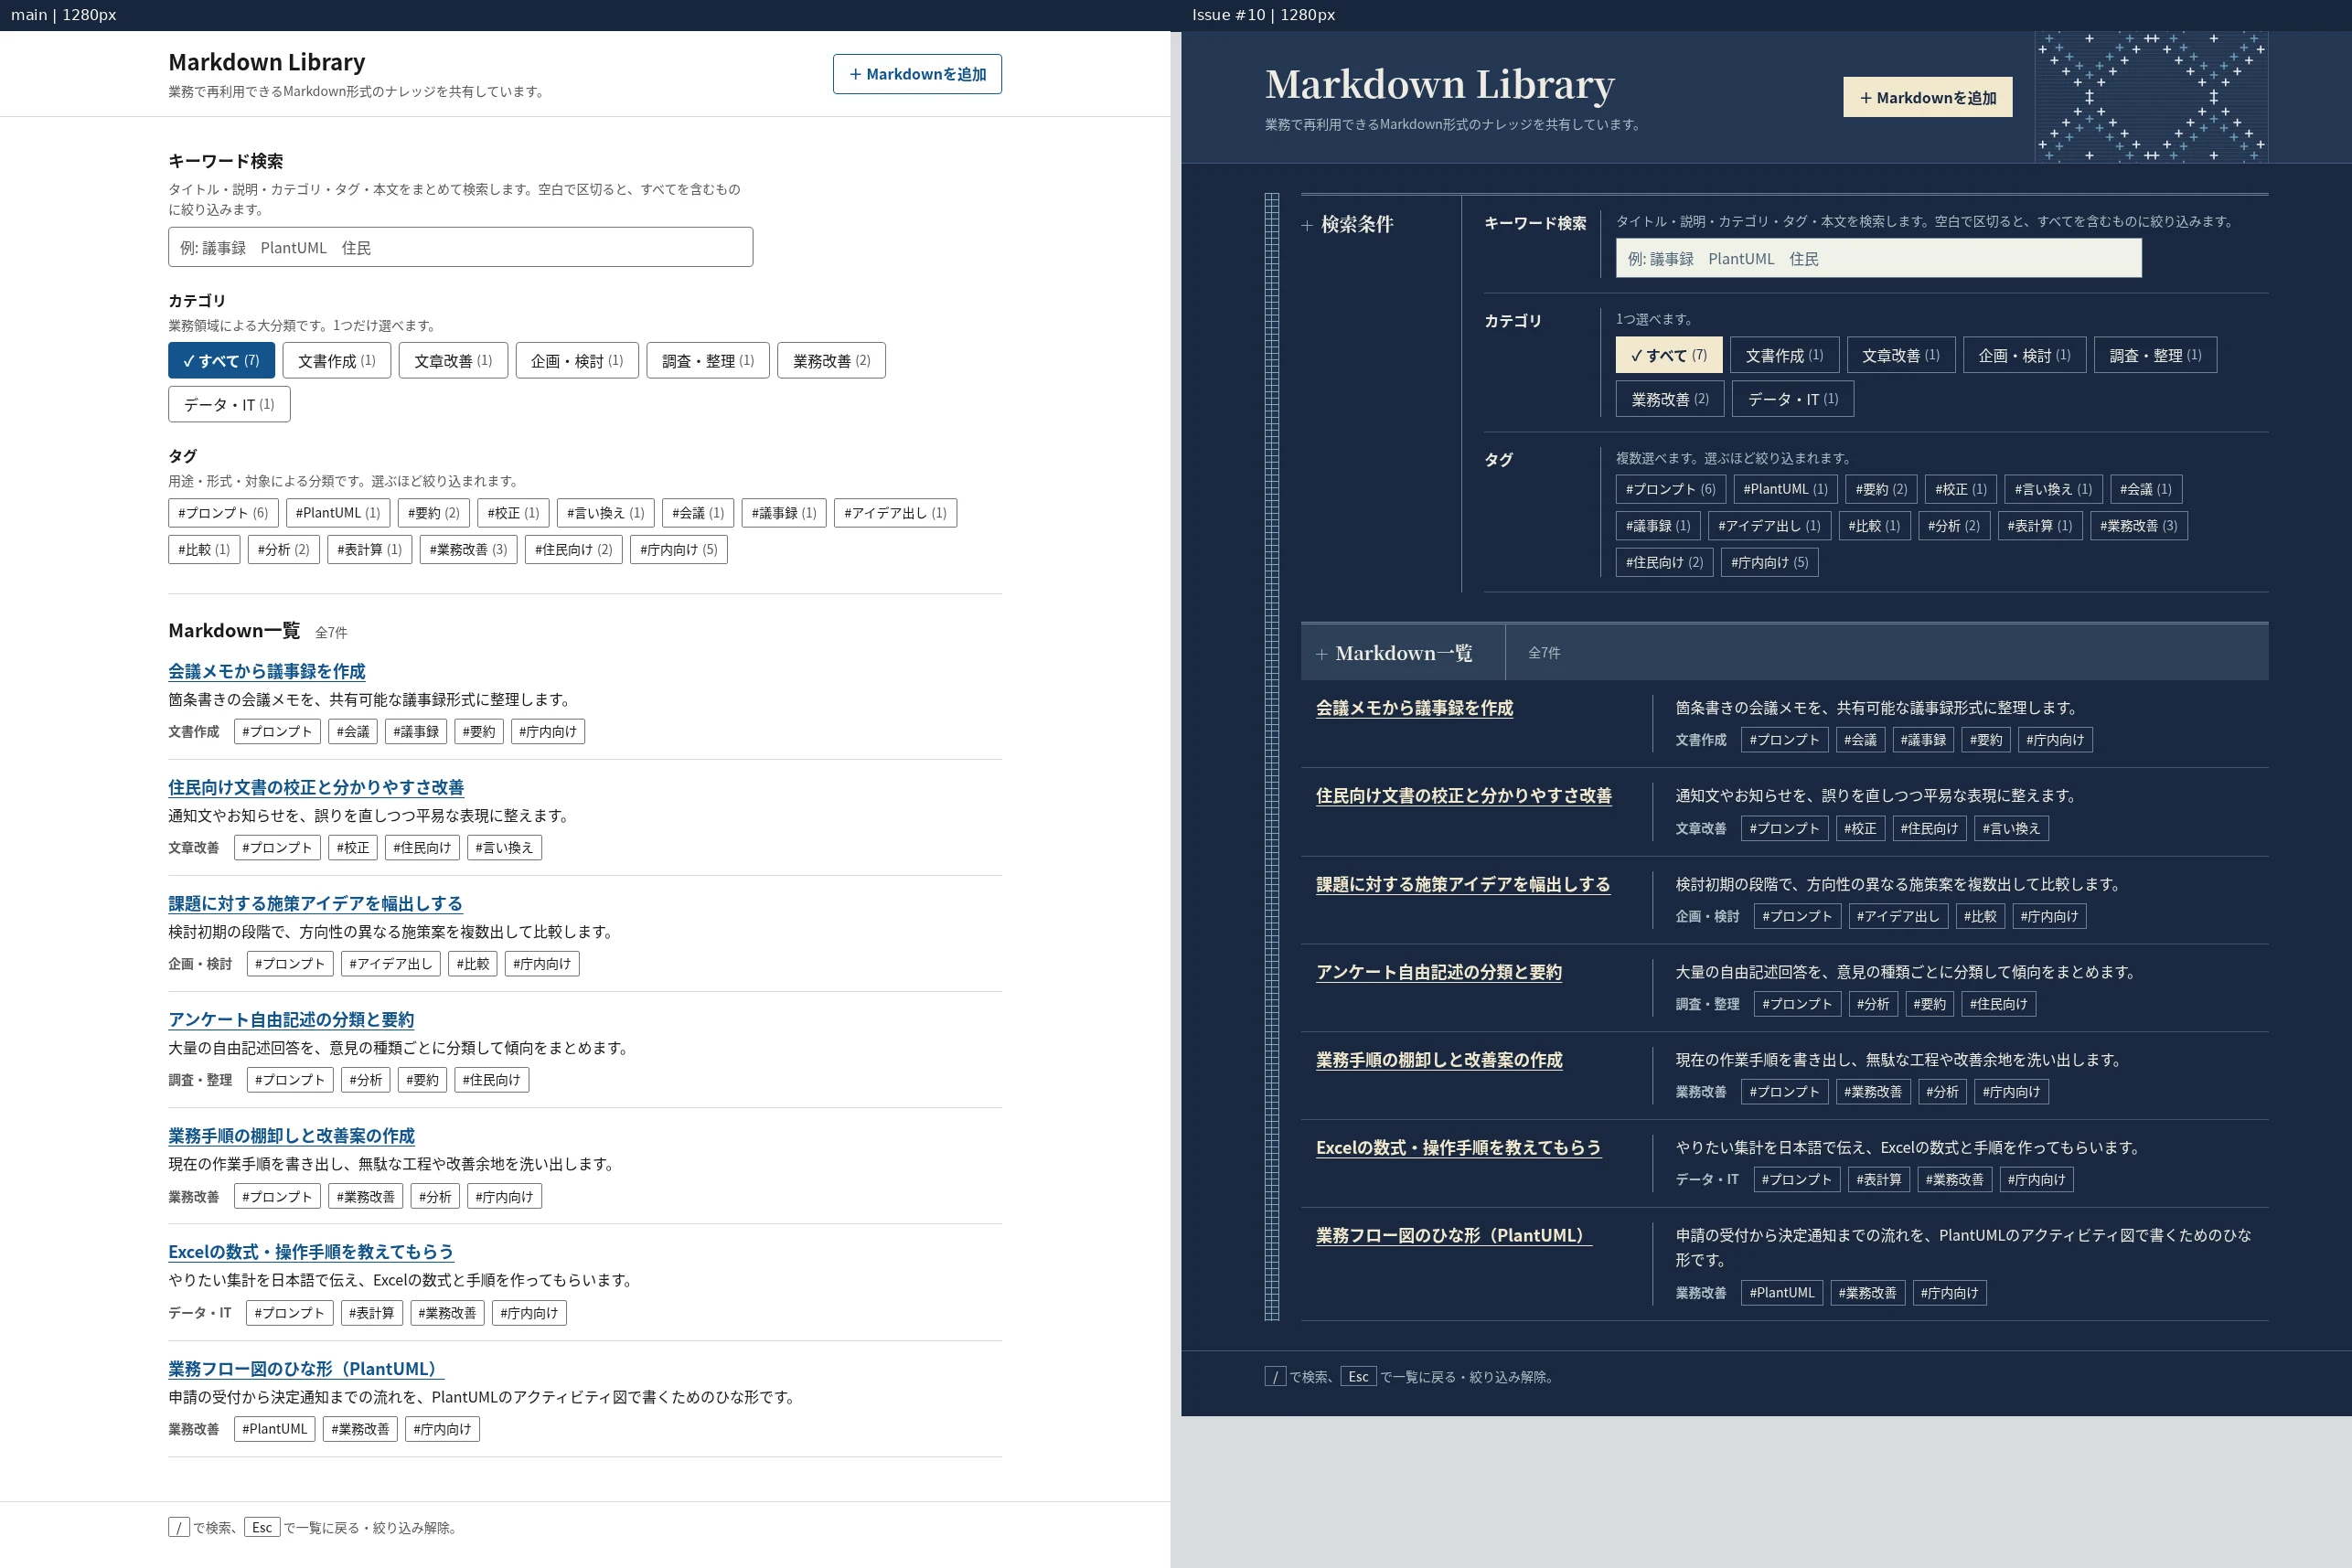 main | 1280px
Markdown Library
業務で再利用できるMarkdown形式のナレッジを共有しています。
＋ Markdownを追加
キーワード検索
タイトル・説明・カテゴリ・タグ・本文をまとめて検索します。空白で区切ると、すべてを含むもの
に絞り込みます。
例: 議事録　PlantUML　住民
カテゴリ
業務領域による大分類です。1つだけ選べます。
✓ すべて (7) 文書作成 (1) 文章改善 (1) 企画・検討 (1) 調査・整理 (1) 業務改善 (2)
データ・IT (1)
タグ
用途・形式・対象による分類です。選ぶほど絞り込まれます。
#プロンプト (6) #PlantUML (1) #要約 (2) #校正 (1) #言い換え (1) #会議 (1) #議事録 (1) #アイデア出し (1)
#比較 (1) #分析 (2) #表計算 (1) #業務改善 (3) #住民向け (2) #庁内向け (5)
Markdown一覧 全7件
会議メモから議事録を作成
箇条書きの会議メモを、共有可能な議事録形式に整理します。
文書作成 #プロンプト #会議 #議事録 #要約 #庁内向け
住民向け文書の校正と分かりやすさ改善
通知文やお知らせを、誤りを直しつつ平易な表現に整えます。
文章改善 #プロンプト #校正 #住民向け #言い換え
課題に対する施策アイデアを幅出しする
検討初期の段階で、方向性の異なる施策案を複数出して比較します。
企画・検討 #プロンプト #アイデア出し #比較 #庁内向け
アンケート自由記述の分類と要約
大量の自由記述回答を、意見の種類ごとに分類して傾向をまとめます。
調査・整理 #プロンプト #分析 #要約 #住民向け
業務手順の棚卸しと改善案の作成
現在の作業手順を書き出し、無駄な工程や改善余地を洗い出します。
業務改善 #プロンプト #業務改善 #分析 #庁内向け
Excelの数式・操作手順を教えてもらう
やりたい集計を日本語で伝え、Excelの数式と手順を作ってもらいます。
データ・IT #プロンプト #表計算 #業務改善 #庁内向け
業務フロー図のひな形（PlantUML）
申請の受付から決定通知までの流れを、PlantUMLのアクティビティ図で書くためのひな形です。
業務改善 #PlantUML #業務改善 #庁内向け
/ で検索、 Esc で一覧に戻る・絞り込み解除。
Issue #10 | 1280px
Markdown Library
業務で再利用できるMarkdown形式のナレッジを共有しています。
＋ Markdownを追加
＋ 検索条件
キーワード検索
タイトル・説明・カテゴリ・タグ・本文を検索します。空白で区切ると、すべてを含むものに絞り込みます。
例: 議事録　PlantUML　住民
カテゴリ
1つ選べます。
✓ すべて (7) 文書作成 (1) 文章改善 (1) 企画・検討 (1) 調査・整理 (1)
業務改善 (2) データ・IT (1)
タグ
複数選べます。選ぶほど絞り込まれます。
#プロンプト (6) #PlantUML (1) #要約 (2) #校正 (1) #言い換え (1) #会議 (1)
#議事録 (1) #アイデア出し (1) #比較 (1) #分析 (2) #表計算 (1) #業務改善 (3)
#住民向け (2) #庁内向け (5)
＋ Markdown一覧 全7件
会議メモから議事録を作成
箇条書きの会議メモを、共有可能な議事録形式に整理します。
文書作成 #プロンプト #会議 #議事録 #要約 #庁内向け
住民向け文書の校正と分かりやすさ改善
通知文やお知らせを、誤りを直しつつ平易な表現に整えます。
文章改善 #プロンプト #校正 #住民向け #言い換え
課題に対する施策アイデアを幅出しする
検討初期の段階で、方向性の異なる施策案を複数出して比較します。
企画・検討 #プロンプト #アイデア出し #比較 #庁内向け
アンケート自由記述の分類と要約
大量の自由記述回答を、意見の種類ごとに分類して傾向をまとめます。
調査・整理 #プロンプト #分析 #要約 #住民向け
業務手順の棚卸しと改善案の作成
現在の作業手順を書き出し、無駄な工程や改善余地を洗い出します。
業務改善 #プロンプト #業務改善 #分析 #庁内向け
Excelの数式・操作手順を教えてもらう
やりたい集計を日本語で伝え、Excelの数式と手順を作ってもらいます。
データ・IT #プロンプト #表計算 #業務改善 #庁内向け
業務フロー図のひな形（PlantUML）
申請の受付から決定通知までの流れを、PlantUMLのアクティビティ図で書くためのひな
形です。
業務改善 #PlantUML #業務改善 #庁内向け
/ で検索、 Esc で一覧に戻る・絞り込み解除。